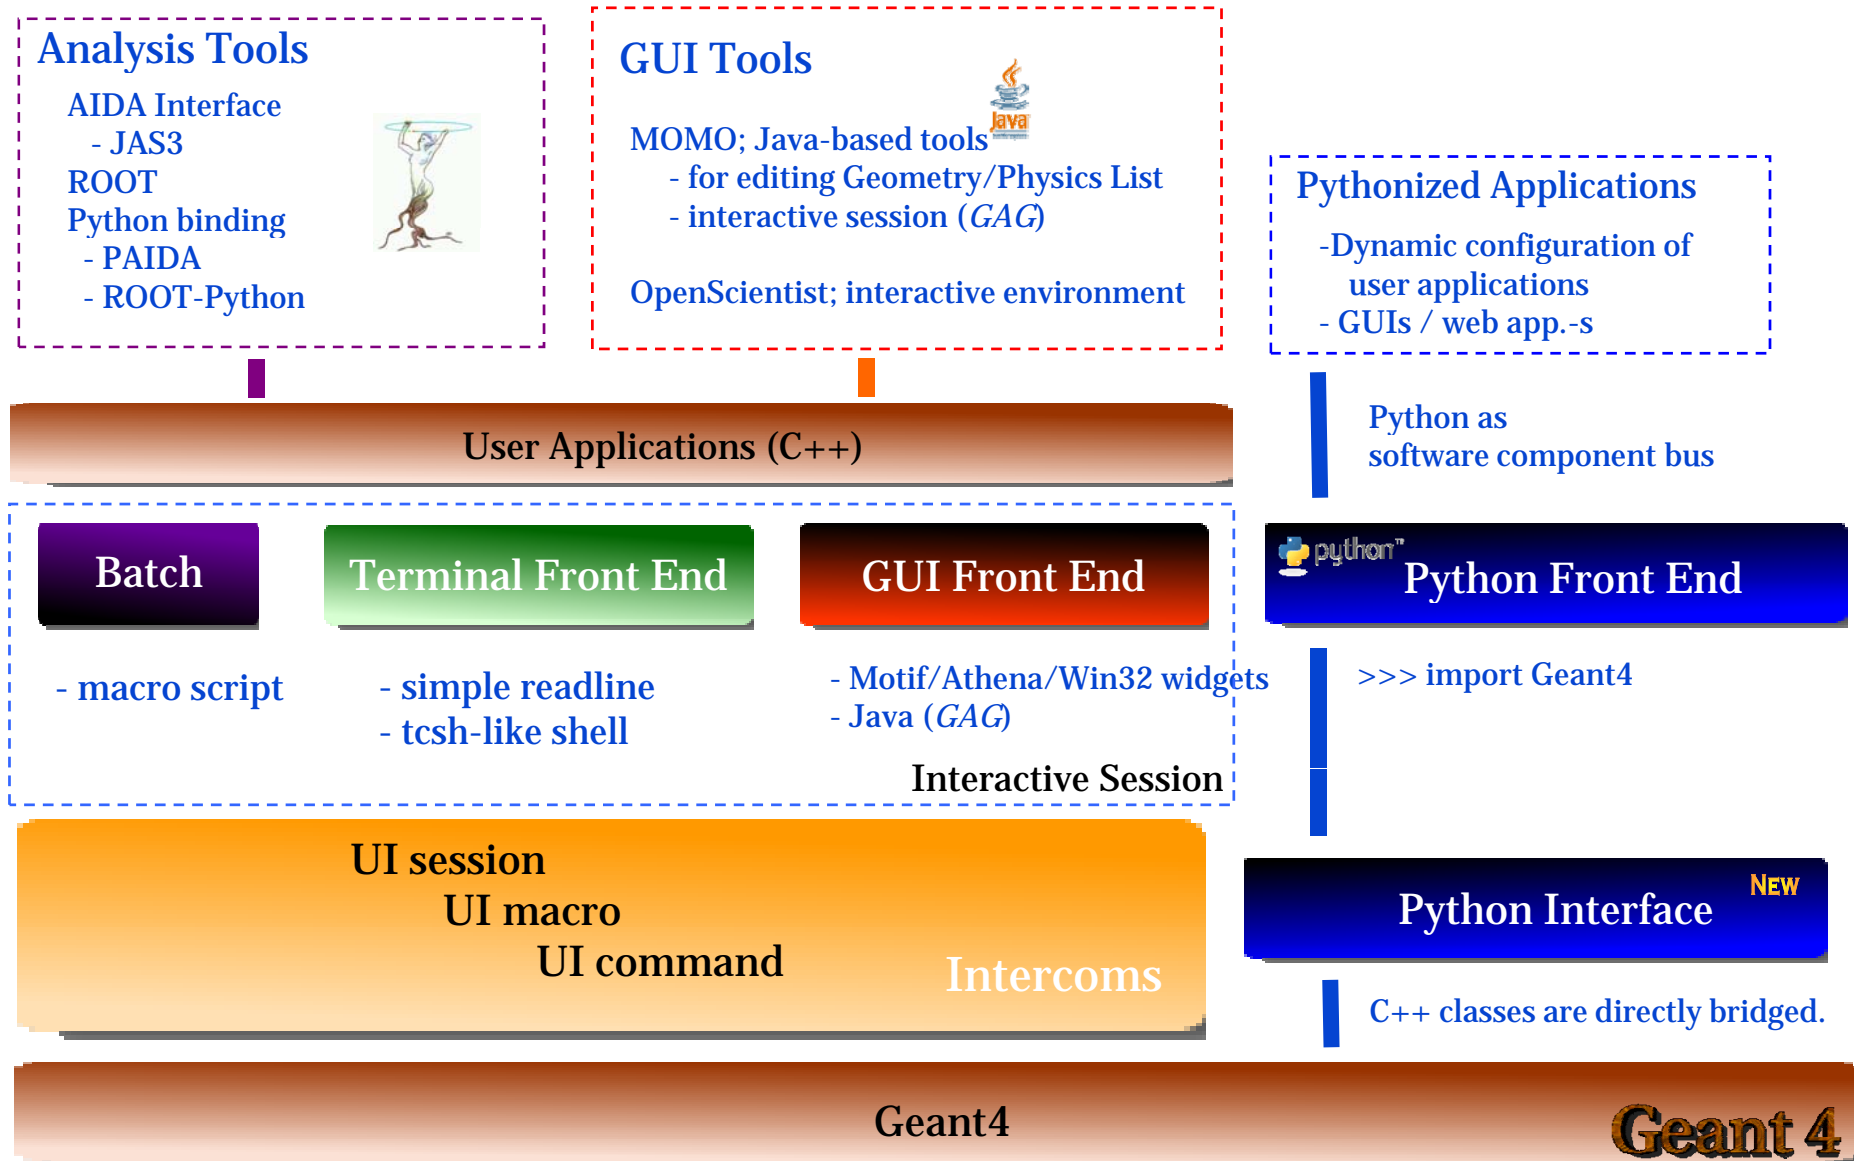 Analysis Tools
AIDA Interface
- JAS3
ROOT
Python binding
- PAIDA
- ROOT-Python
GUI Tools
Java
MOMO; Java-based tools
- for editing Geometry/Physics List
- interactive session (GAG)
OpenScientist; interactive environment
Pythonized Applications
-Dynamic configuration of
user applications
- GUIs / web app.-s
User Applications (C++)
Python as
software component bus
Batch
- macro script
Terminal Front End
- simple readline
- tcsh-like shell
GUI Front End
- Motif/Athena/Win32 widgets
- Java (GAG)
Interactive Session
python™
Python Front End
>>> import Geant4
UI session
UI macro
UI command
Intercoms
NEW
Python Interface
C++ classes are directly bridged.
Geant4
Geant 4